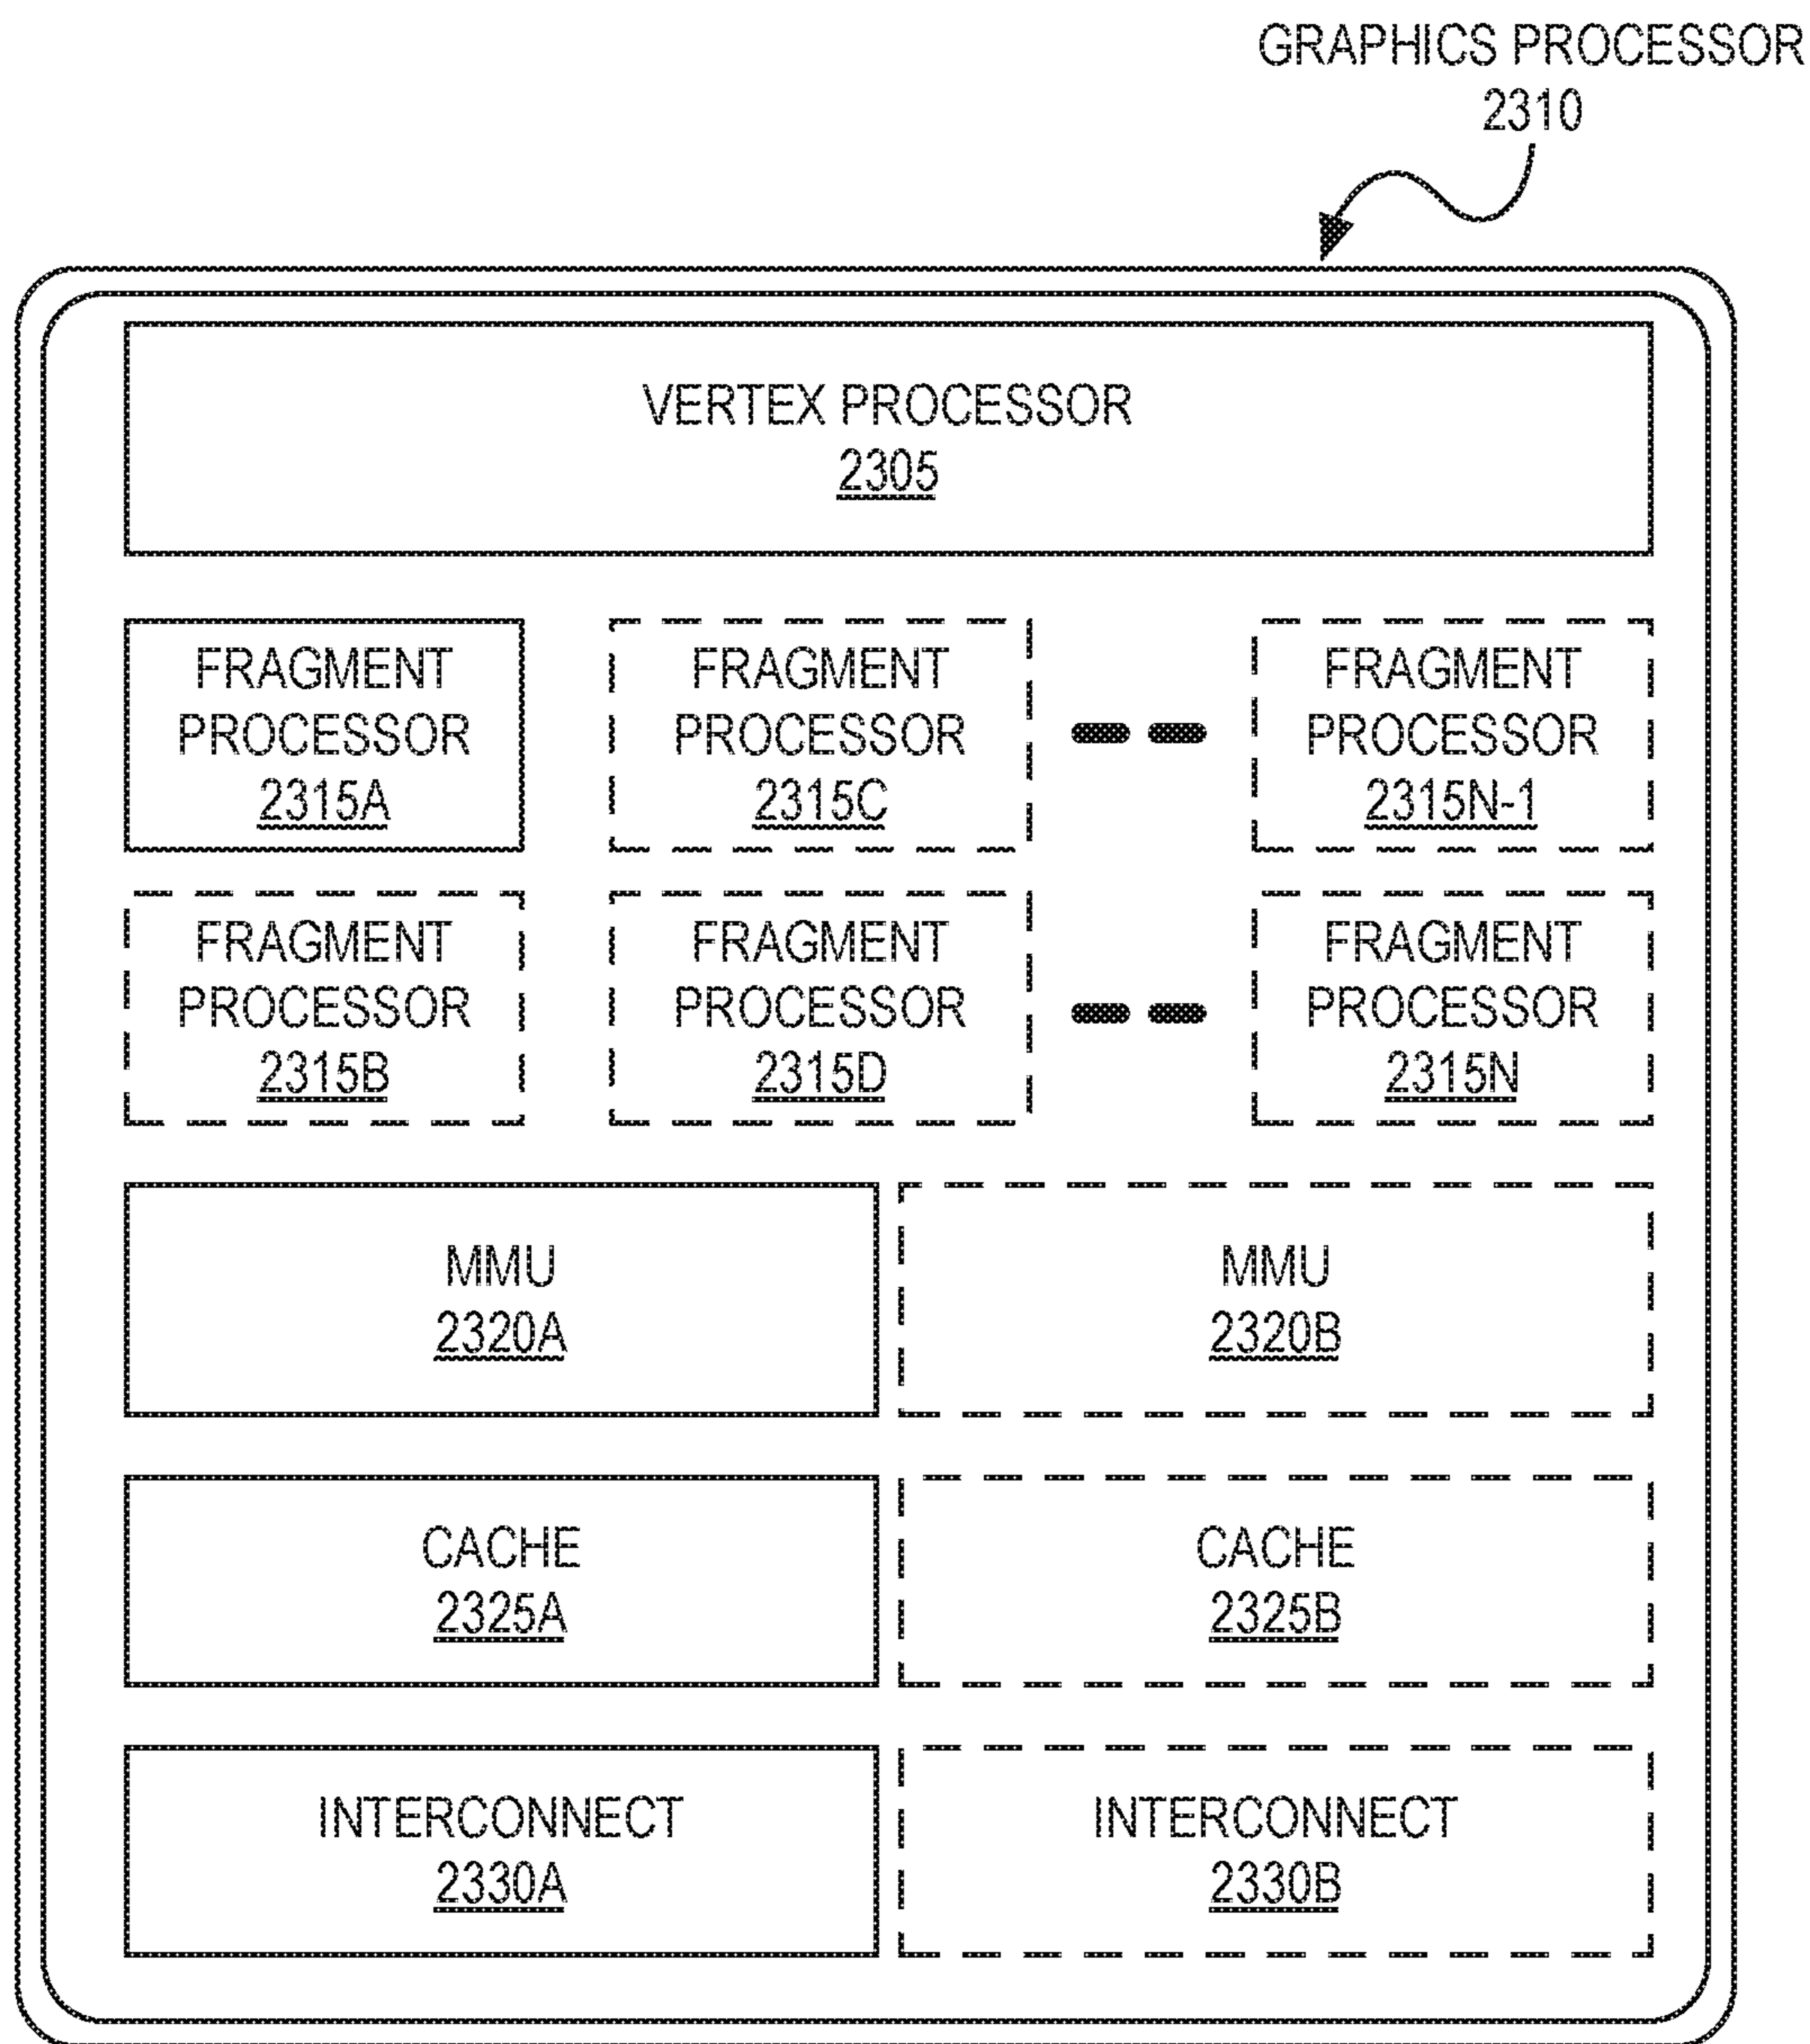 GRAPHICS PROCESSOR
2310
VERTEX PROCESSOR
2305
FRAGMENT
PROCESSOR
2315A
FRAGMENT
PROCESSOR
2315C
FRAGMENT
PROCESSOR
2315N-1
FRAGMENT
PROCESSOR
2315B
FRAGMENT
PROCESSOR
2315D
FRAGMENT
PROCESSOR
2315N
MMU
2320A
MMU
2320B
CACHE
2325A
CACHE
2325B
INTERCONNECT
2330A
INTERCONNECT
2330B